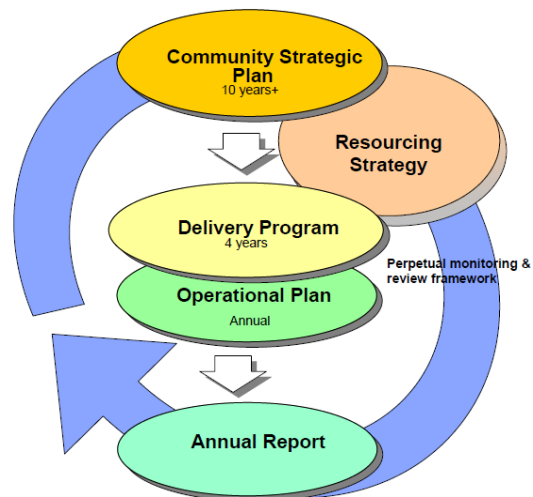 Community Strategic
Plan
10 years+
Resourcing
Strategy
Delivery Program
4 years
Perpetual monitoring &
review framework
Operational Plan
Annual
Annual Report